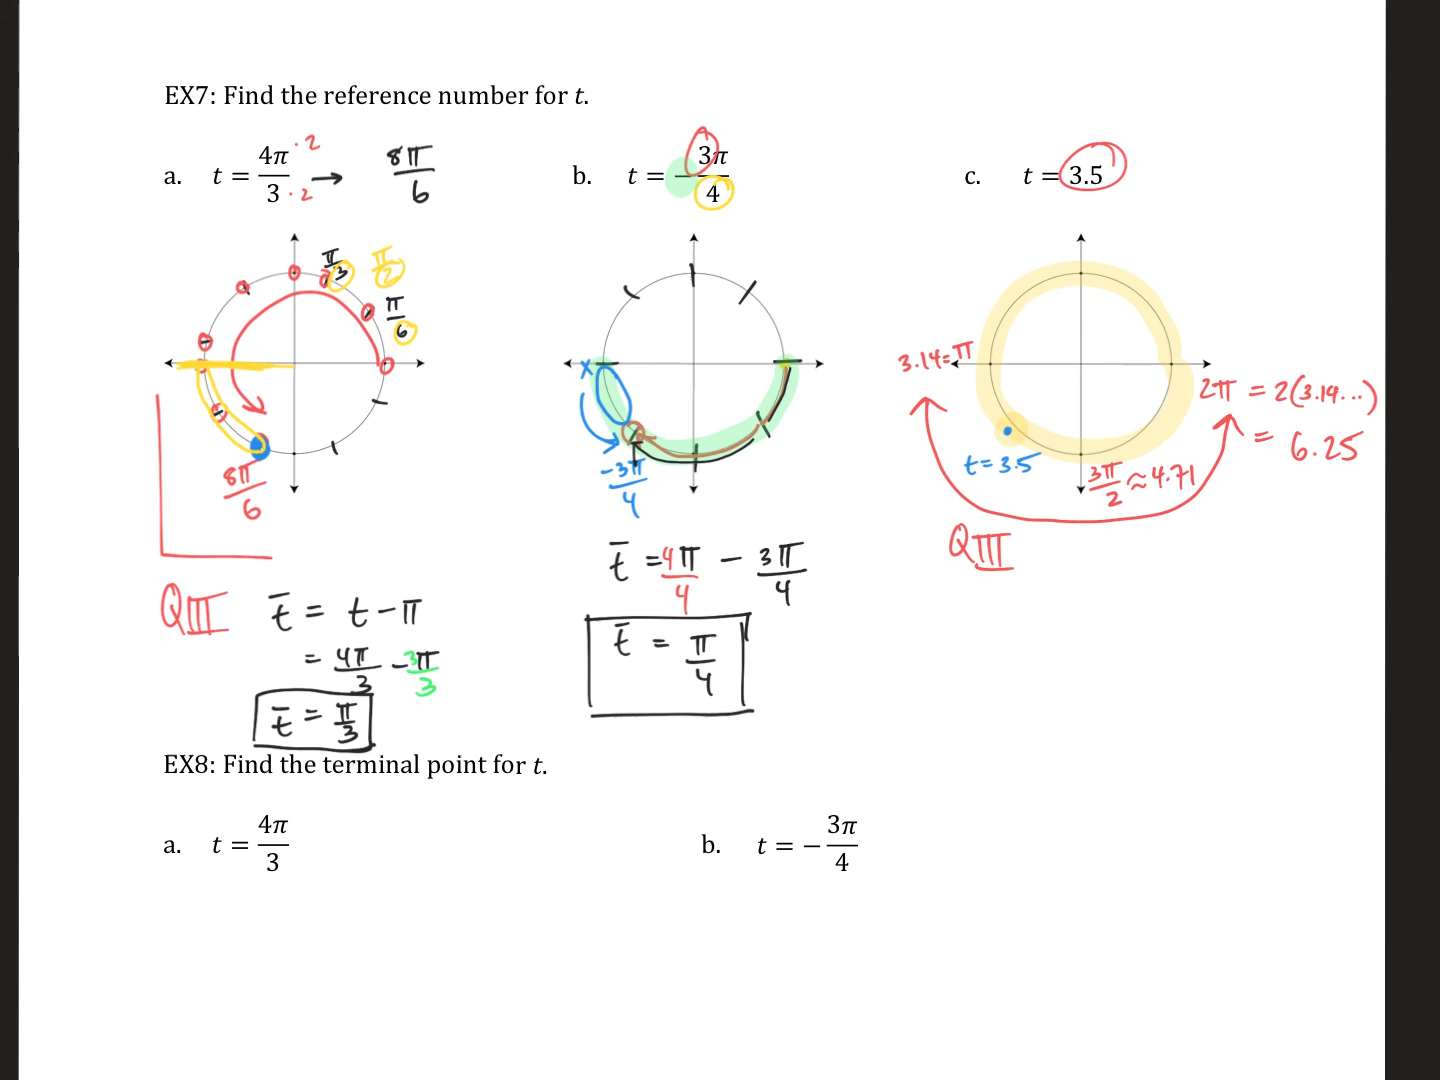 EX7: Find the reference number for t.
a. t = 4π/3 ·2/·2 → 8π/6
b. t = −3π/4
c. t = 3.5
π/3
π/2
π/6
8π/6
x
−3π/4
3.14=π
2π = 2(3.14...)
= 6.25
t=3.5
3π/2 ≈ 4.71
QIII
t̄ = 4π/4 − 3π/4
t̄ = π/4
QIII t̄ = t − π
= 4π/3 − 3π/3
t̄ = π/3
EX8: Find the terminal point for t.
a. t = 4π/3
b. t = −3π/4